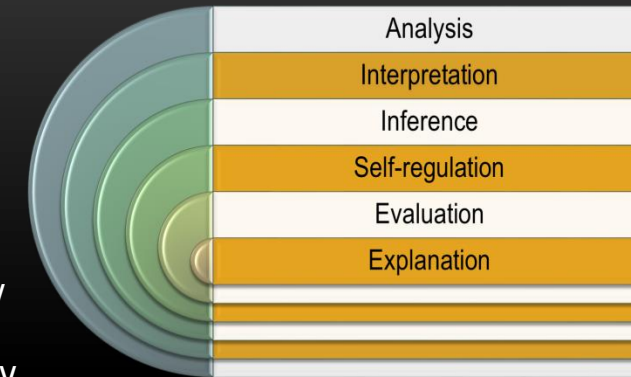 Analysis
Interpretation
Inference
Self-regulation
Evaluation
Explanation